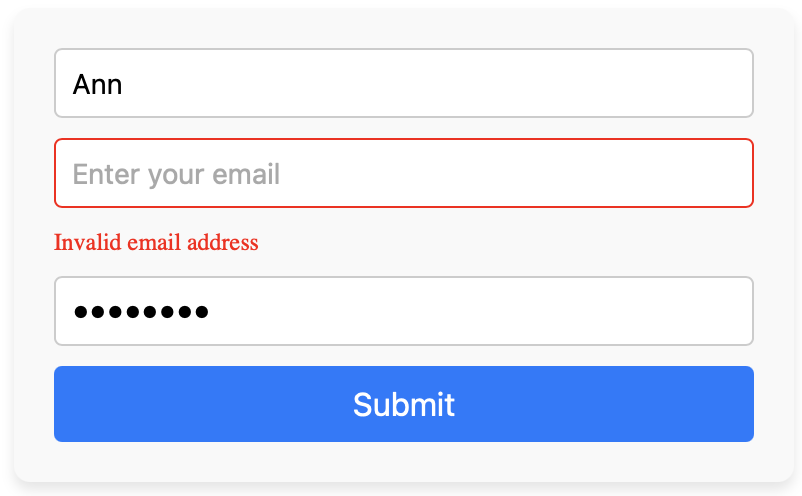 Ann
Enter your email
Invalid email address
••••••••
Submit